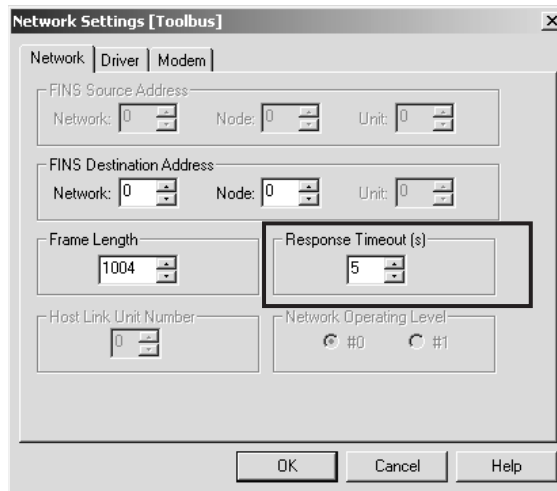 Network Settings [Toolbus]
Network Driver Modem
FINS Source Address
Network: 0 Node: 0 Unit: 0
FINS Destination Address
Network: 0 Node: 0 Unit: 0
Frame Length Response Timeout (s)
1004 5
Host Link Unit Number Network Operating Level
0 #0 #1
OK Cancel Help